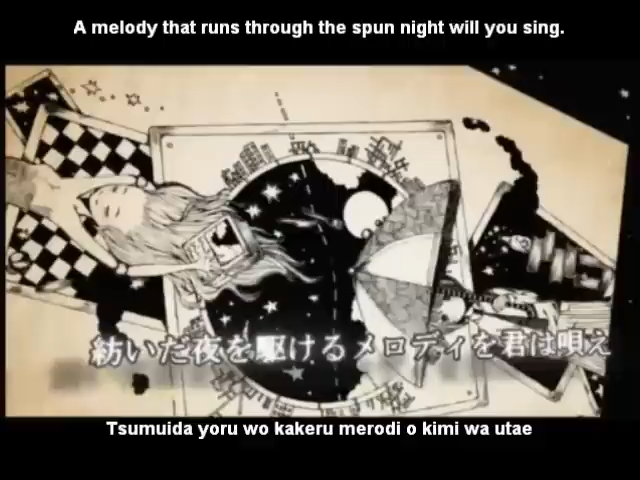 A melody that runs through the spun night will you sing.
紡いだ夜を駆けるメロディを君は唄え
Tsumuida yoru wo kakeru merodi o kimi wa utae